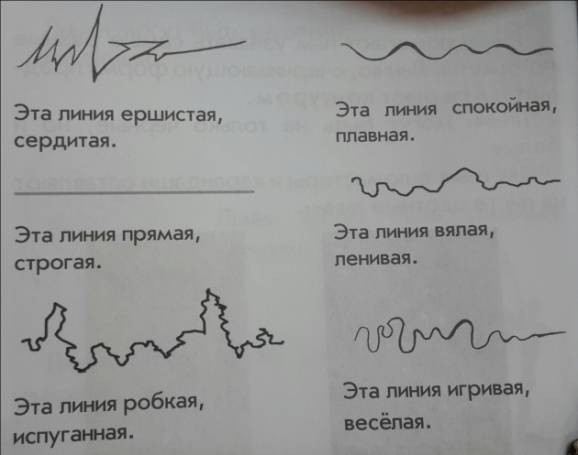 Эта линия ершистая,
сердитая.
Эта линия спокойная,
плавная.
Эта линия прямая,
строгая.
Эта линия вялая,
ленивая.
Эта линия робкая,
испуганная.
Эта линия игривая,
весёлая.